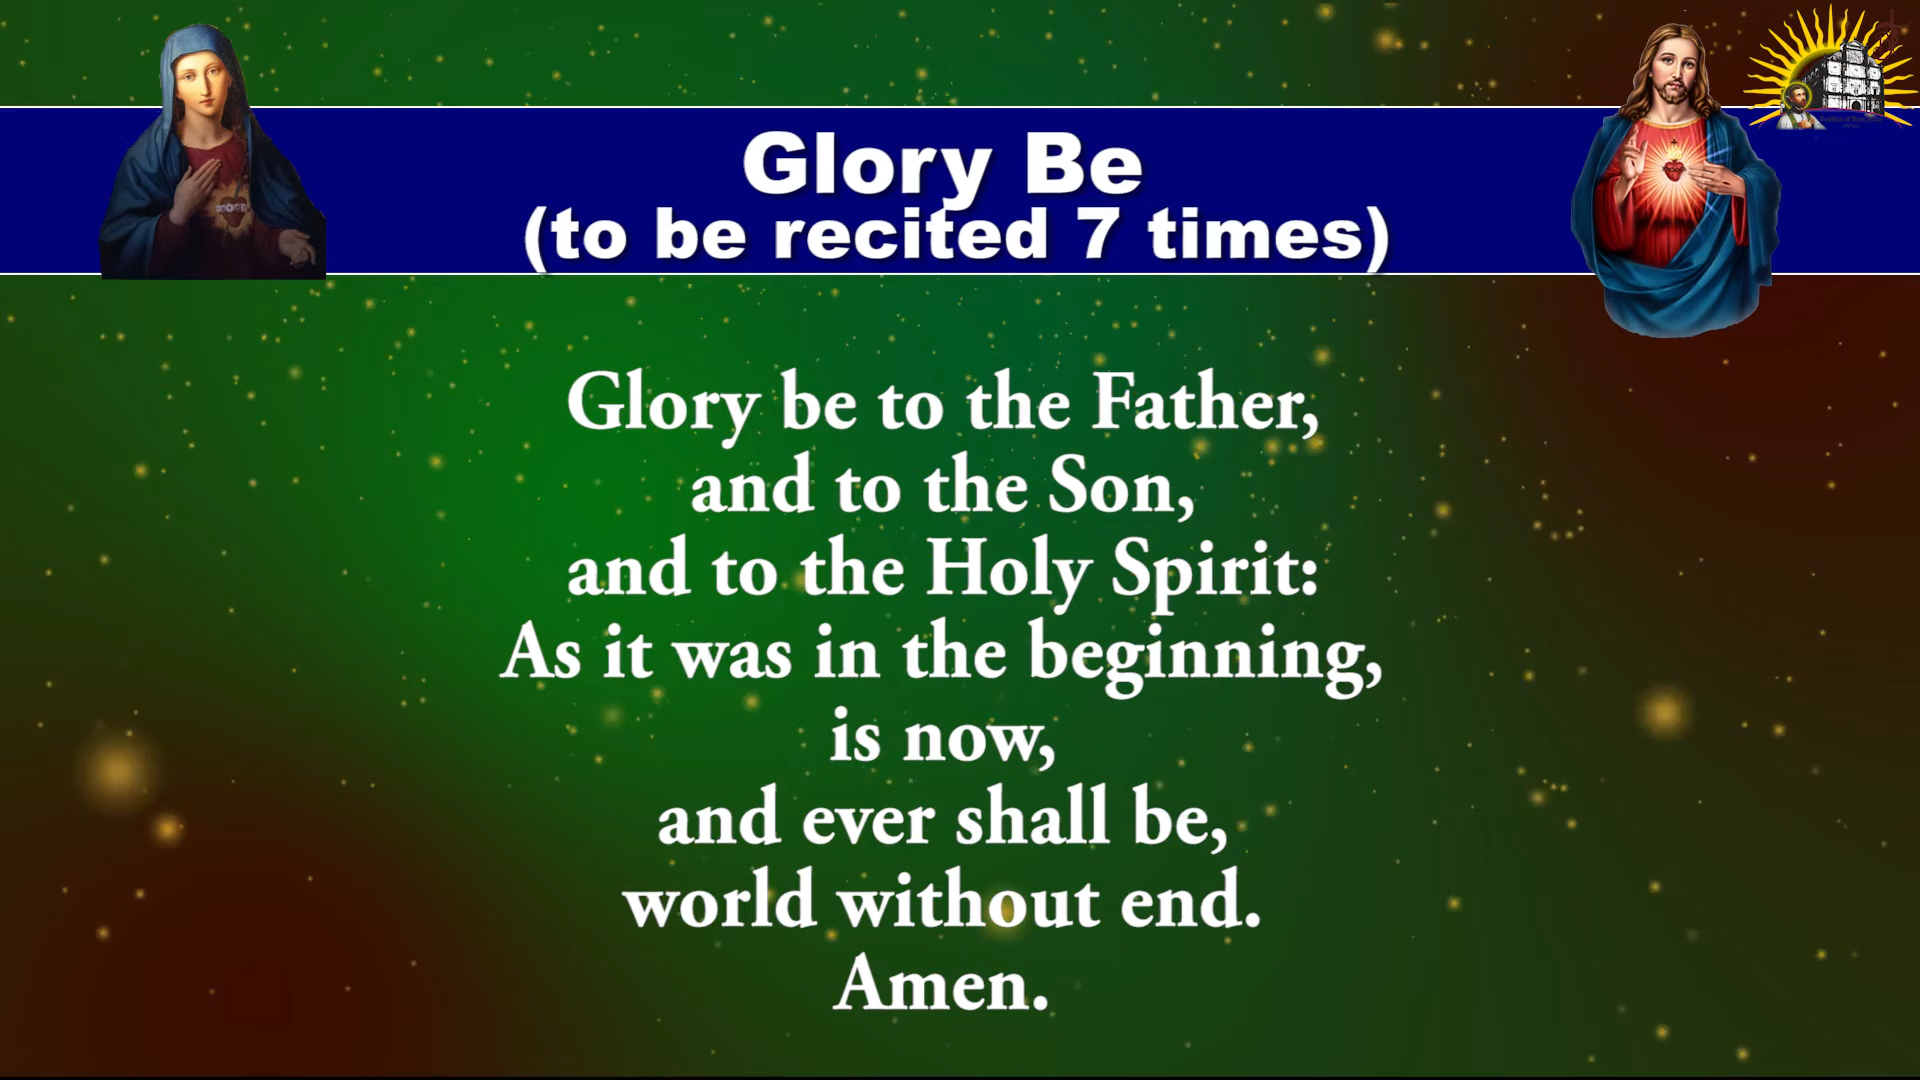 Glory Be
(to be recited 7 times)
Glory be to the Father,
and to the Son,
and to the Holy Spirit:
As it was in the beginning,
is now,
and ever shall be,
world without end.
Amen.